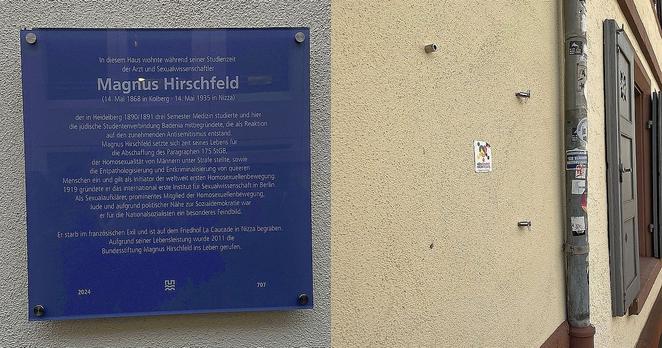 In diesem Haus wohnte während seiner Studienzeit
der Arzt und Sexualwissenschaftler
Magnus Hirschfeld
(14. Mai 1868 in Kolberg - 14. Mai 1935 in Nizza)
der in Heidelberg 1890/1891 drei Semester Medizin studierte und hier
die jüdische Studentenverbindung Badenia mitbegründete, die als Reaktion
auf den zunehmenden Antisemitismus entstand.
Magnus Hirschfeld setzte sich zeit seines Lebens für
die Abschaffung des Paragraphen 175 StGB,
der Homosexualität von Männern unter Strafe stellte, sowie
die Entpathologisierung und Entkriminalisierung von queeren
Menschen ein und gilt als Initiator der weltweit ersten Homosexuellenbewegung.
1919 gründete er das international erste Institut für Sexualwissenschaft in Berlin.
Als Sexualaufklärer, prominentes Mitglied der Homosexuellenbewegung,
Jude und aufgrund politischer Nähe zur Sozialdemokratie war
er für die Nationalsozialisten ein besonderes Feindbild.
Er starb im französischen Exil und ist auf dem Friedhof La Caucade in Nizza begraben.
Aufgrund seiner Lebensleistung wurde 2011 die
Bundesstiftung Magnus Hirschfeld ins Leben gerufen.
2024
707